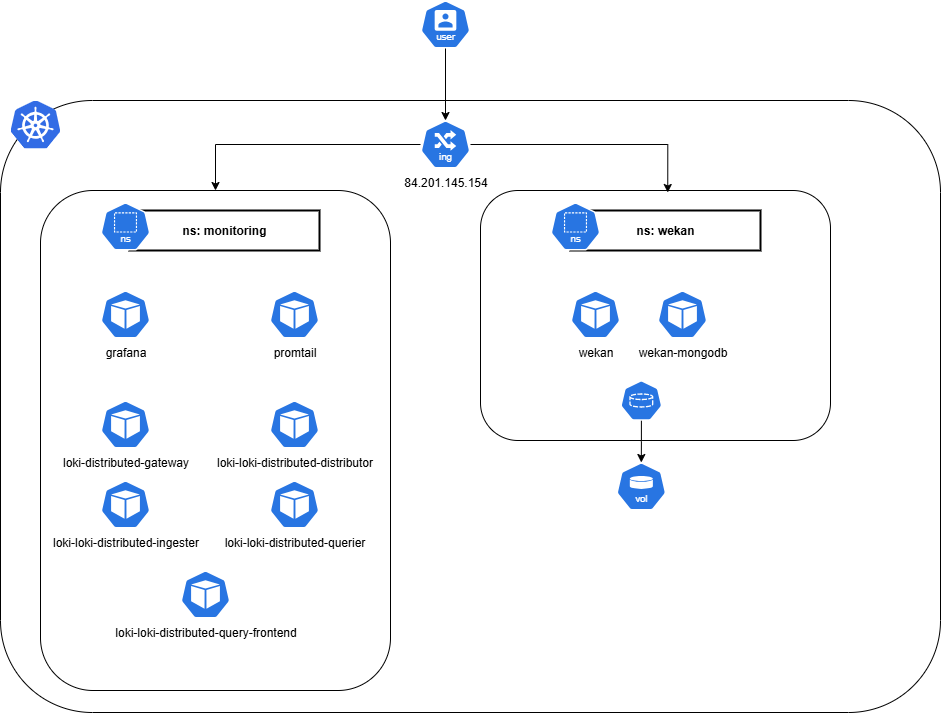 user
ing
84.201.145.154
ns
ns: monitoring
ns
ns: wekan
grafana
promtail
wekan
wekan-mongodb
loki-distributed-gateway
loki-loki-distributed-distributor
vol
loki-loki-distributed-ingester
loki-loki-distributed-querier
loki-loki-distributed-query-frontend